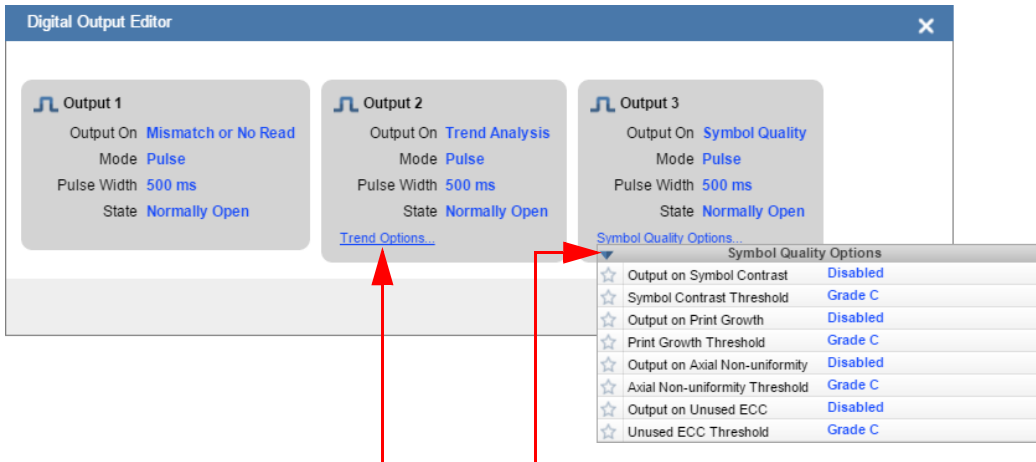 Digital Output Editor
Output 1
Output On Mismatch or No Read
Mode Pulse
Pulse Width 500 ms
State Normally Open
Output 2
Output On Trend Analysis
Mode Pulse
Pulse Width 500 ms
State Normally Open
Trend Options...
Output 3
Output On Symbol Quality
Mode Pulse
Pulse Width 500 ms
State Normally Open
Symbol Quality Options...
Symbol Quality Options
Output on Symbol Contrast Disabled
Symbol Contrast Threshold Grade C
Output on Print Growth Disabled
Print Growth Threshold Grade C
Output on Axial Non-uniformity Disabled
Axial Non-uniformity Threshold Grade C
Output on Unused ECC Disabled
Unused ECC Threshold Grade C